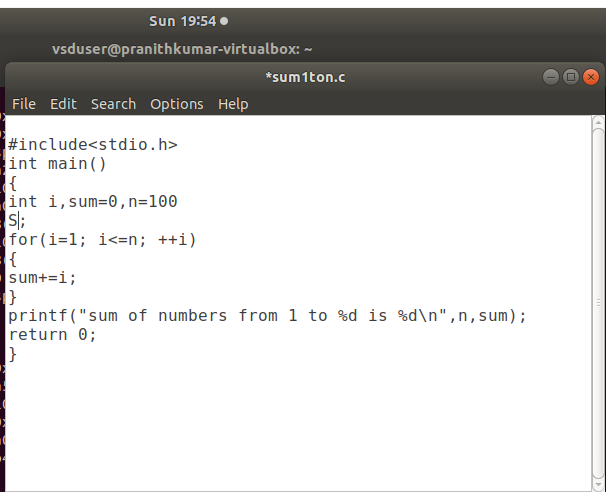 Sun 19:54
vsduser@pranithkumar-virtualbox: ~
*sum1ton.c
File Edit Search Options Help
#include<stdio.h>
int main()
{
int i,sum=0,n=100
S;
for(i=1; i<=n; ++i)
{
sum+=i;
}
printf("sum of numbers from 1 to %d is %d\n",n,sum);
return 0;
}